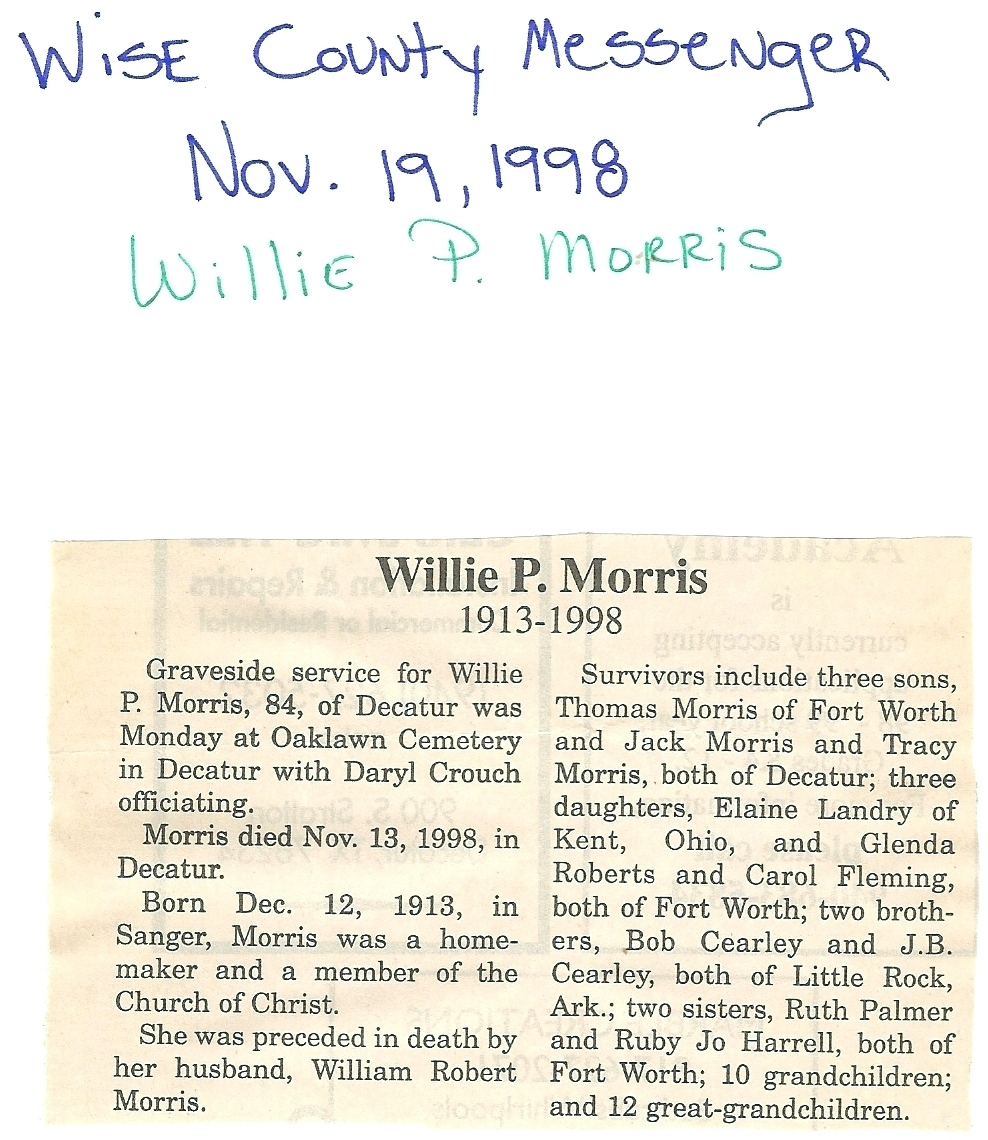 Wise County Messenger
Nov. 19, 1998
Willie P. Morris
Willie P. Morris
1913-1998
Graveside service for Willie
P. Morris, 84, of Decatur was
Monday at Oaklawn Cemetery
in Decatur with Daryl Crouch
officiating.
Morris died Nov. 13, 1998, in
Decatur.
Born Dec. 12, 1913, in
Sanger, Morris was a home-
maker and a member of the
Church of Christ.
She was preceded in death by
her husband, William Robert
Morris.
Survivors include three sons,
Thomas Morris of Fort Worth
and Jack Morris and Tracy
Morris, both of Decatur; three
daughters, Elaine Landry of
Kent, Ohio, and Glenda
Roberts and Carol Fleming,
both of Fort Worth; two broth-
ers, Bob Cearley and J.B.
Cearley, both of Little Rock,
Ark.; two sisters, Ruth Palmer
and Ruby Jo Harrell, both of
Fort Worth; 10 grandchildren;
and 12 great-grandchildren.